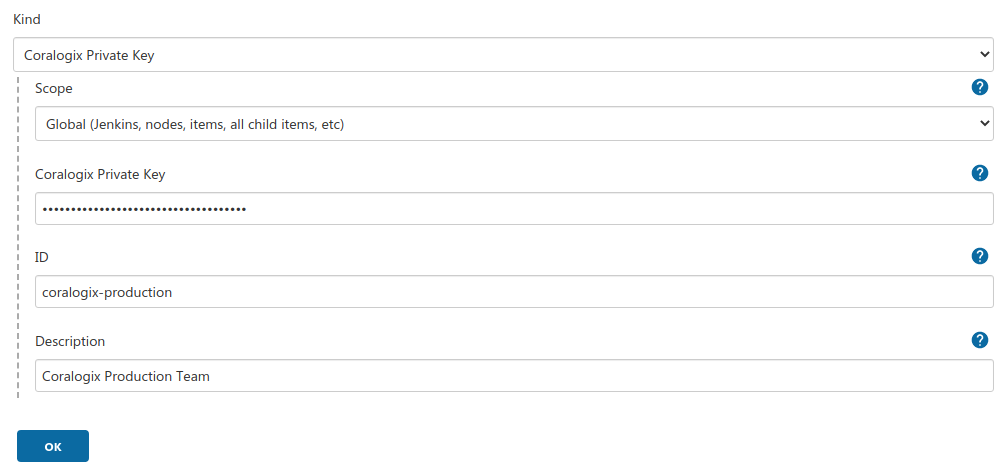 Kind
Coralogix Private Key
Scope
?
Global (Jenkins, nodes, items, all child items, etc)
Coralogix Private Key
?
••••••••••••••••••••••••••••••••••••
ID
?
coralogix-production
Description
?
Coralogix Production Team
OK